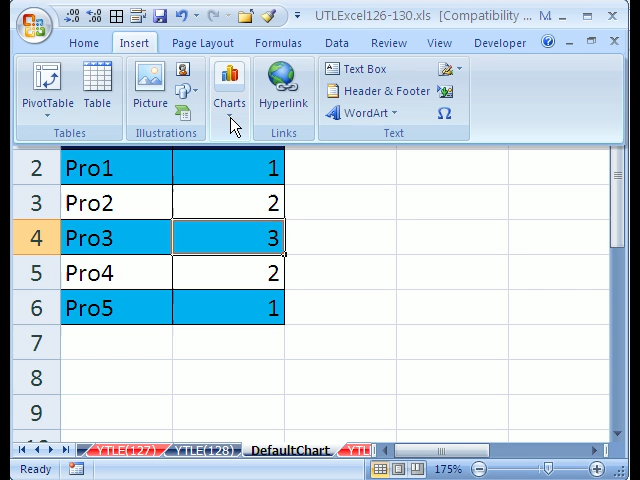 UTLExcel126-130.xls [Compatibility M
Home Insert Page Layout Formulas Data Review View Developer
PivotTable Table Picture Charts Hyperlink
Text Box
Header & Footer
WordArt
Tables Illustrations Links Text
2 Pro1 1
3 Pro2 2
4 Pro3 3
5 Pro4 2
6 Pro5 1
7
8
9
YTLE(127) YTLE(128) DefaultChart YTL
Ready 175%